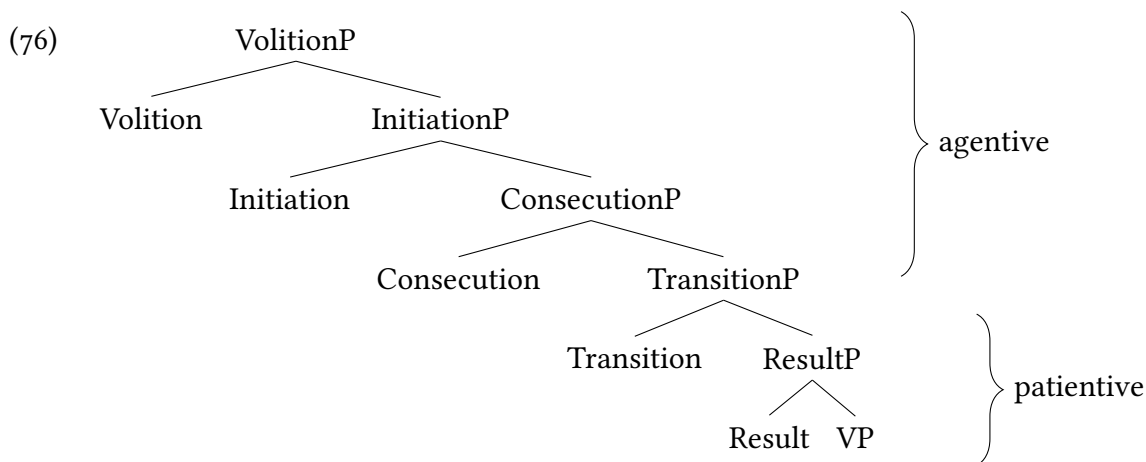 (76) VolitionP
Volition InitiationP
agentive
Initiation ConsecutionP
Consecution TransitionP
Transition ResultP
patientive
Result VP